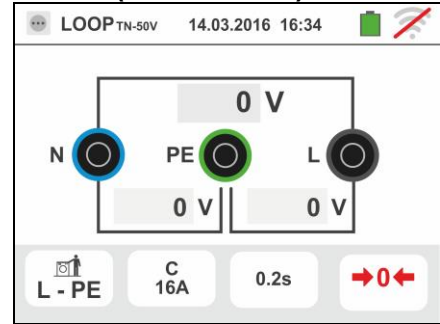 LOOP TN-50V 14.03.2016 16:34
0 V
N PE L
0 V 0 V
L - PE
C
16A
0.2s
0